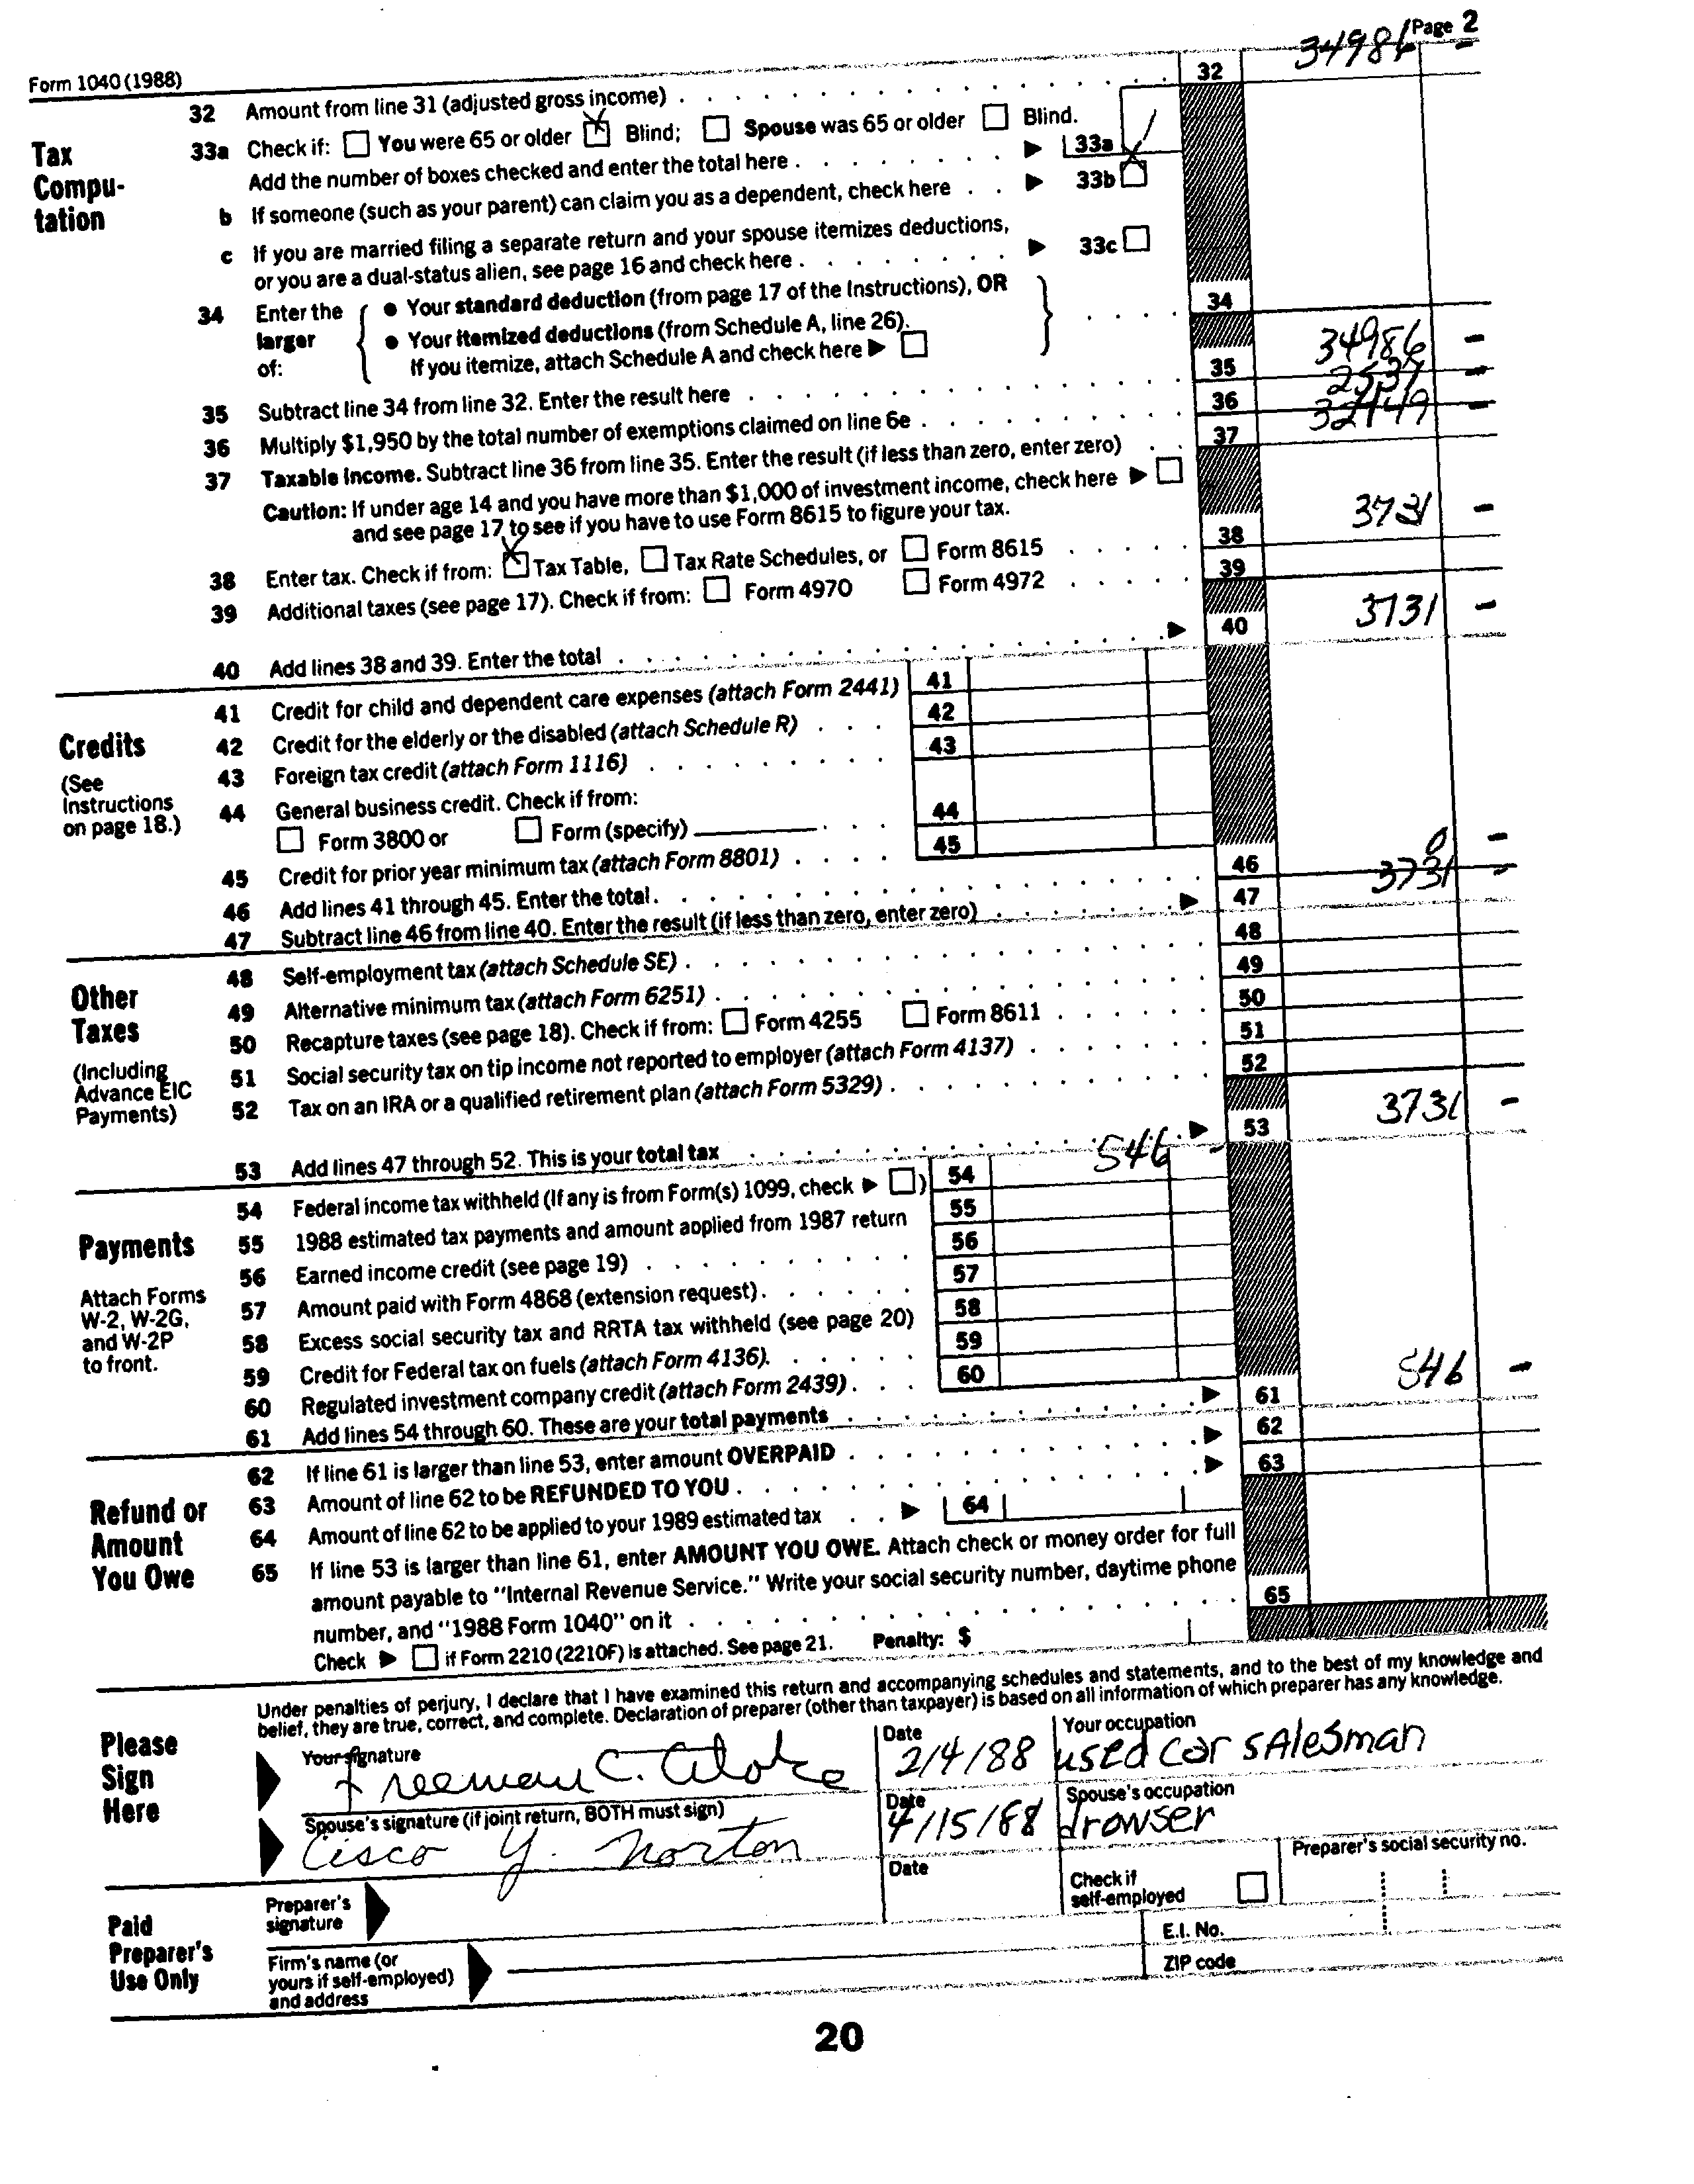 Form 1040 (1988)
Page 2
Tax Compu-tation
32 Amount from line 31 (adjusted gross income) 32 34986 –
33a Check if: You were 65 or older X Blind; Spouse was 65 or older Blind.
Add the number of boxes checked and enter the total here 33a 1
b If someone (such as your parent) can claim you as a dependent, check here 33b X
c If you are married filing a separate return and your spouse itemizes deductions,
or you are a dual-status alien, see page 16 and check here 33c
34 Enter the larger of:
● Your standard deduction (from page 17 of the Instructions), OR
● Your itemized deductions (from Schedule A, line 26).
If you itemize, attach Schedule A and check here
34
35 Subtract line 34 from line 32. Enter the result here 35 34986 –
36 Multiply $1,950 by the total number of exemptions claimed on line 6e 36 2537 –
37 Taxable income. Subtract line 36 from line 35. Enter the result (if less than zero, enter zero) 37 –
Caution: If under age 14 and you have more than $1,000 of investment income, check here
and see page 17 to see if you have to use Form 8615 to figure your tax.
38 Enter tax. Check if from: X Tax Table, Tax Rate Schedules, or Form 8615 38 3731 –
39 Additional taxes (see page 17). Check if from: Form 4970 Form 4972 39
40 Add lines 38 and 39. Enter the total 40 3731 –
Credits
(See Instructions on page 18.)
41 Credit for child and dependent care expenses (attach Form 2441) 41
42 Credit for the elderly or the disabled (attach Schedule R) 42
43 Foreign tax credit (attach Form 1116) 43
44 General business credit. Check if from:
Form 3800 or Form (specify) 44
45 Credit for prior year minimum tax (attach Form 8801) 45
46 Add lines 41 through 45. Enter the total 46 0 –
47 Subtract line 46 from line 40. Enter the result (if less than zero, enter zero) 47 3731 –
Other Taxes
(Including Advance EIC Payments)
48 Self-employment tax (attach Schedule SE) 48
49 Alternative minimum tax (attach Form 6251) 49
50 Recapture taxes (see page 18). Check if from: Form 4255 Form 8611 50
51 Social security tax on tip income not reported to employer (attach Form 4137) 51
52 Tax on an IRA or a qualified retirement plan (attach Form 5329) 52
53 Add lines 47 through 52. This is your total tax 53 3731 –
Payments
Attach Forms W-2, W-2G, and W-2P to front.
54 Federal income tax withheld (If any is from Form(s) 1099, check ) 54 546 –
55 1988 estimated tax payments and amount applied from 1987 return 55
56 Earned income credit (see page 19) 56
57 Amount paid with Form 4868 (extension request) 57
58 Excess social security tax and RRTA tax withheld (see page 20) 58
59 Credit for Federal tax on fuels (attach Form 4136) 59
60 Regulated investment company credit (attach Form 2439) 60
61 Add lines 54 through 60. These are your total payments 61 546 –
Refund or Amount You Owe
62 If line 61 is larger than line 53, enter amount OVERPAID 62
63 Amount of line 62 to be REFUNDED TO YOU 63
64 Amount of line 62 to be applied to your 1989 estimated tax 64
65 If line 53 is larger than line 61, enter AMOUNT YOU OWE. Attach check or money order for full
amount payable to "Internal Revenue Service." Write your social security number, daytime phone
number, and "1988 Form 1040" on it 65
Check if Form 2210 (2210F) is attached. See page 21. Penalty: $
Please Sign Here
Under penalties of perjury, I declare that I have examined this return and accompanying schedules and statements, and to the best of my knowledge and
belief, they are true, correct, and complete. Declaration of preparer (other than taxpayer) is based on all information of which preparer has any knowledge.
Your signature Date Your occupation
Freeman C. 2/4/88 used car sAlesman
Spouse's signature (if joint return, BOTH must sign) Date Spouse's occupation
Cisco Y. Norton 4/15/88 drowser
Paid Preparer's Use Only
Preparer's signature Date Check if self-employed Preparer's social security no.
Firm's name (or yours if self-employed) and address
E.I. No.
ZIP code
20